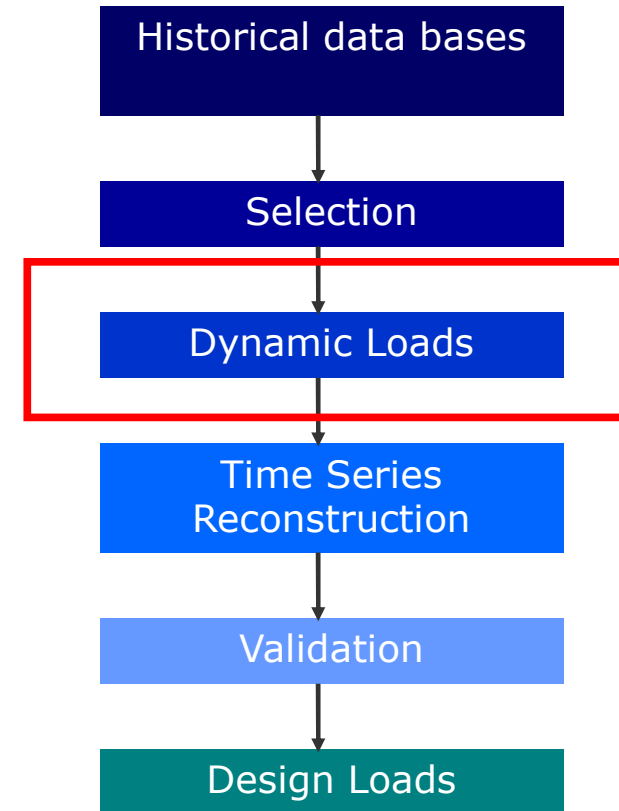 Historical data bases
Selection
Dynamic Loads
Time Series
Reconstruction
Validation
Design Loads